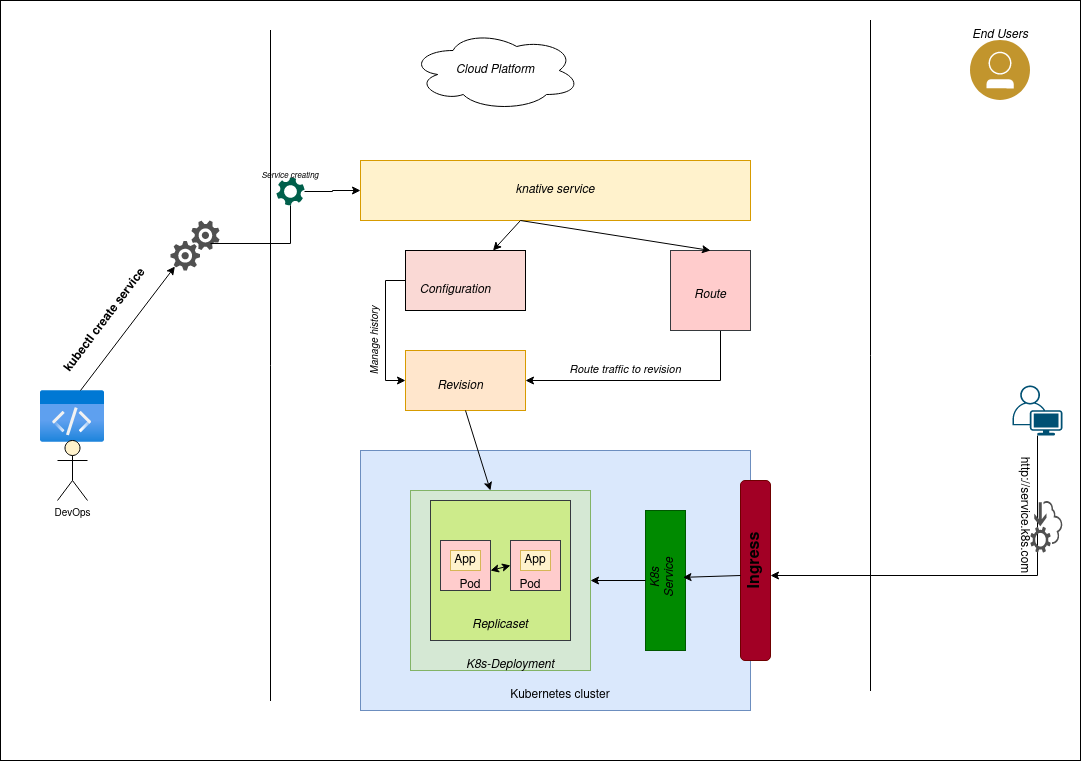 End Users
Cloud Platform
Service creating
knative service
kubectl create service
Configuration
Route
Manage history
Route traffic to revision
Revision
DevOps
http://service.k8s.com
Ingress
K8s
Service
App
App
Pod
Pod
Replicaset
K8s-Deployment
Kubernetes cluster